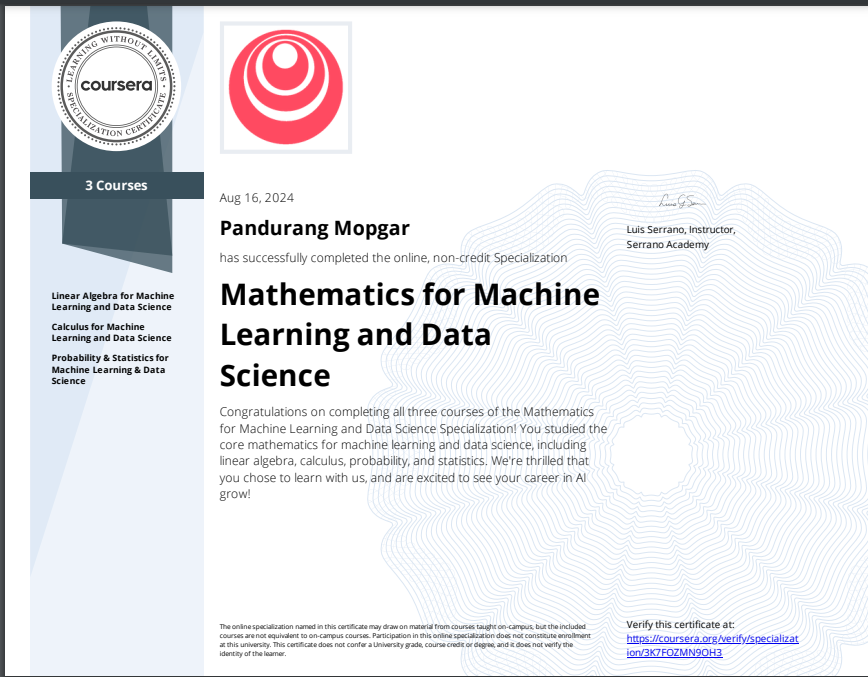 LEARNING WITHOUT LIMITS
coursera
SPECIALIZATION CERTIFICATE
3 Courses
Linear Algebra for Machine
Learning and Data Science
Calculus for Machine
Learning and Data Science
Probability & Statistics for
Machine Learning & Data
Science
Aug 16, 2024
Pandurang Mopgar
has successfully completed the online, non-credit Specialization
Mathematics for Machine
Learning and Data
Science
Congratulations on completing all three courses of the Mathematics
for Machine Learning and Data Science Specialization! You studied the
core mathematics for machine learning and data science, including
linear algebra, calculus, probability, and statistics. We're thrilled that
you chose to learn with us, and are excited to see your career in AI
grow!
Luis Serrano, Instructor,
Serrano Academy
The online specialization named in this certificate may draw on material from courses taught on-campus, but the included
courses are not equivalent to on-campus courses. Participation in this online specialization does not constitute enrollment
at this university. This certificate does not confer a University grade, course credit or degree, and it does not verify the
identity of the learner.
Verify this certificate at:
https://coursera.org/verify/specializat
ion/3K7FOZMN9OH3